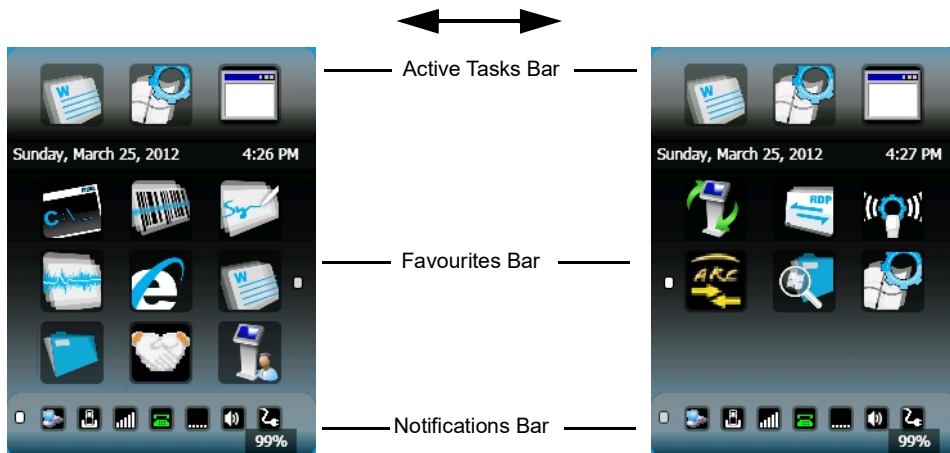 Active Tasks Bar
W
W
Sunday, March 25, 2012 4:26 PM
Sunday, March 25, 2012 4:27 PM
C:\...
RDP
W
ARC
Favourites Bar
Notifications Bar
99%
99%